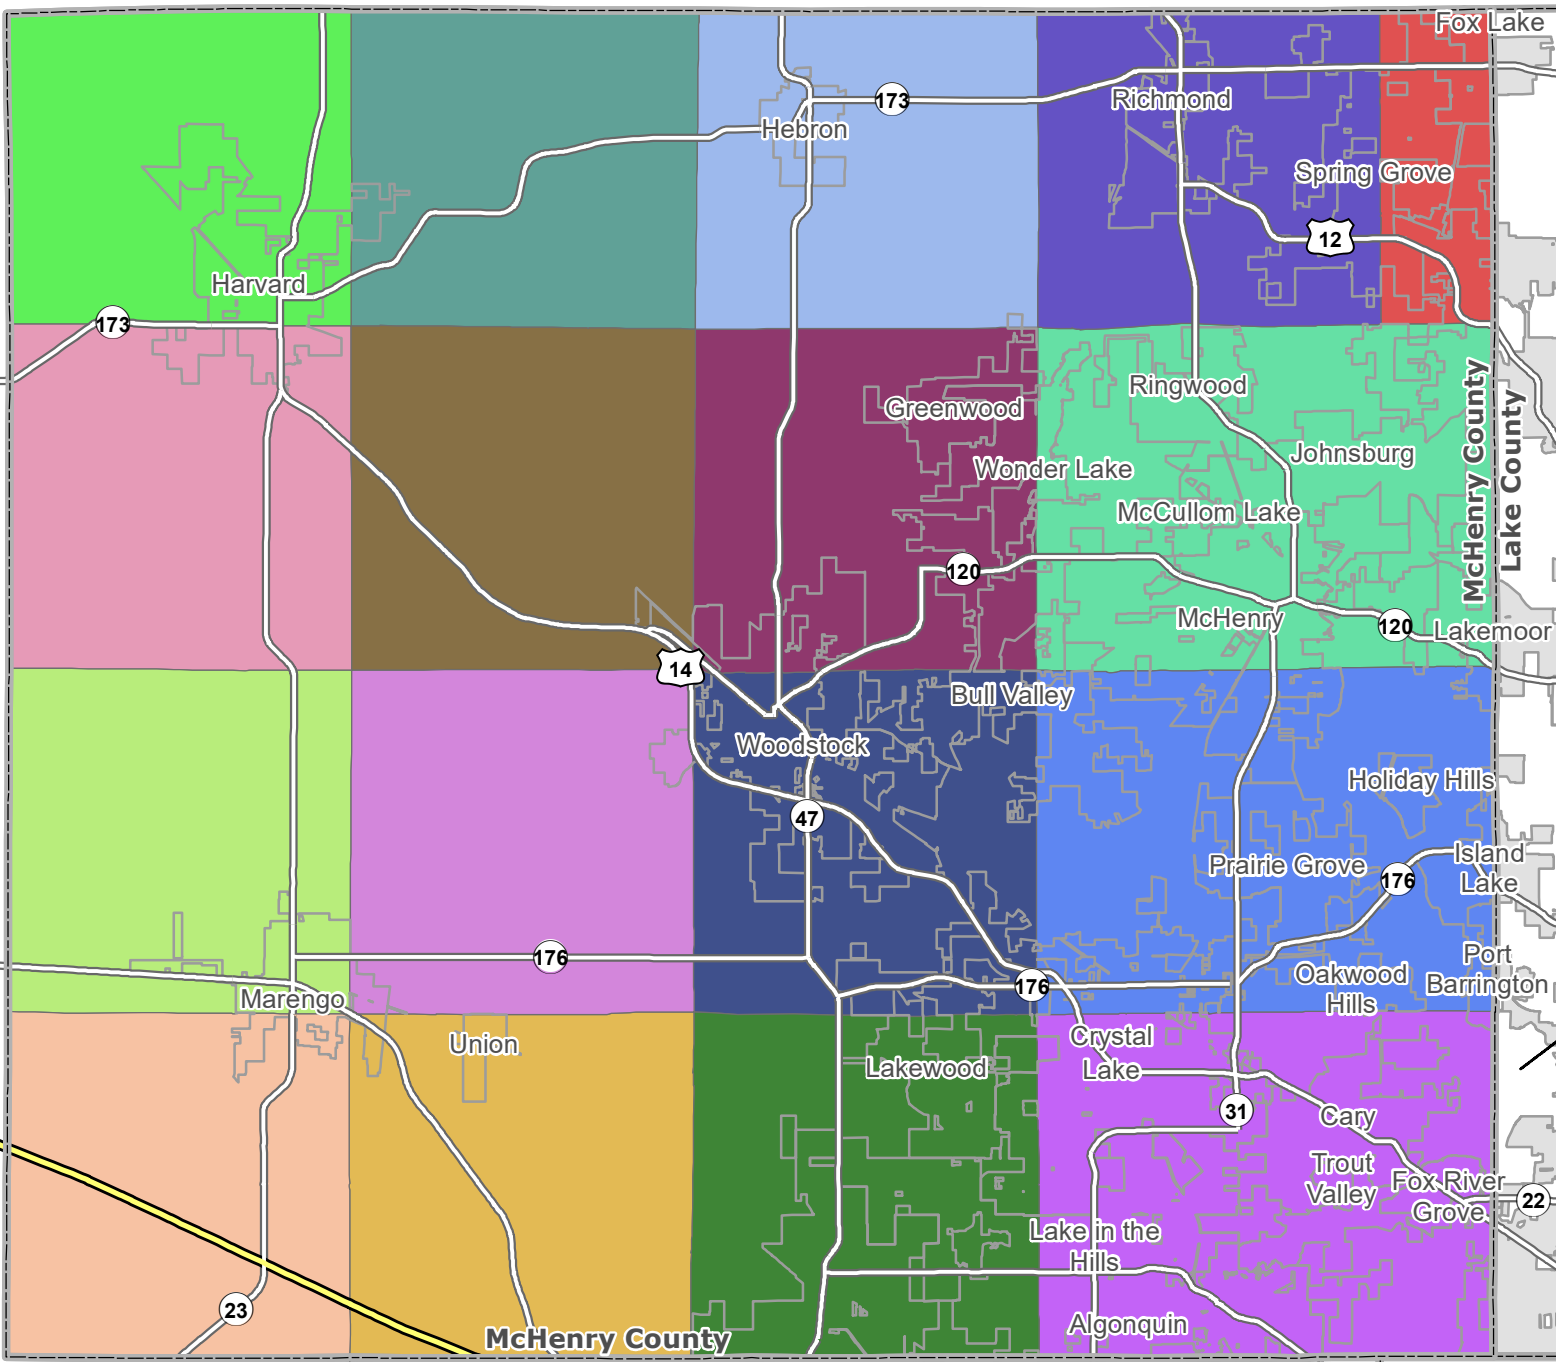 Fox Lake
173
Richmond
Hebron
Spring Grove
12
Harvard
173
Ringwood
Greenwood
McHenry County
Lake County
Johnsburg
Wonder Lake
McCullom Lake
120
McHenry
120
Lakemoor
14
Bull Valley
Woodstock
Holiday Hills
47
Prairie Grove
176
Island
Lake
176
176
Port
Barrington
Oakwood
Hills
Marengo
Union
Crystal
Lake
Lakewood
31
Cary
Trout
Valley
Fox River
Grove
22
Lake in the
Hills
23
Algonquin
McHenry County